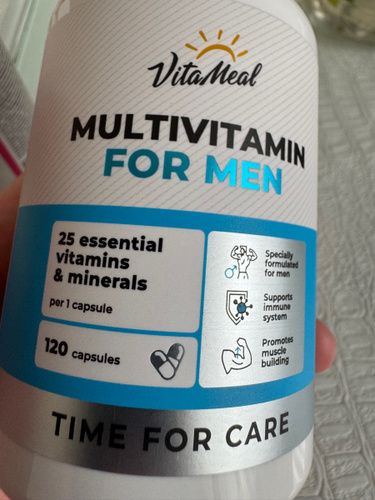 VitaMeal
MULTIVITAMIN
FOR MEN
25 essential
vitamins
& minerals
per 1 capsule
120 capsules
Specially
formulated
for men
Supports
immune
system
Promotes
muscle
building
TIME FOR CARE